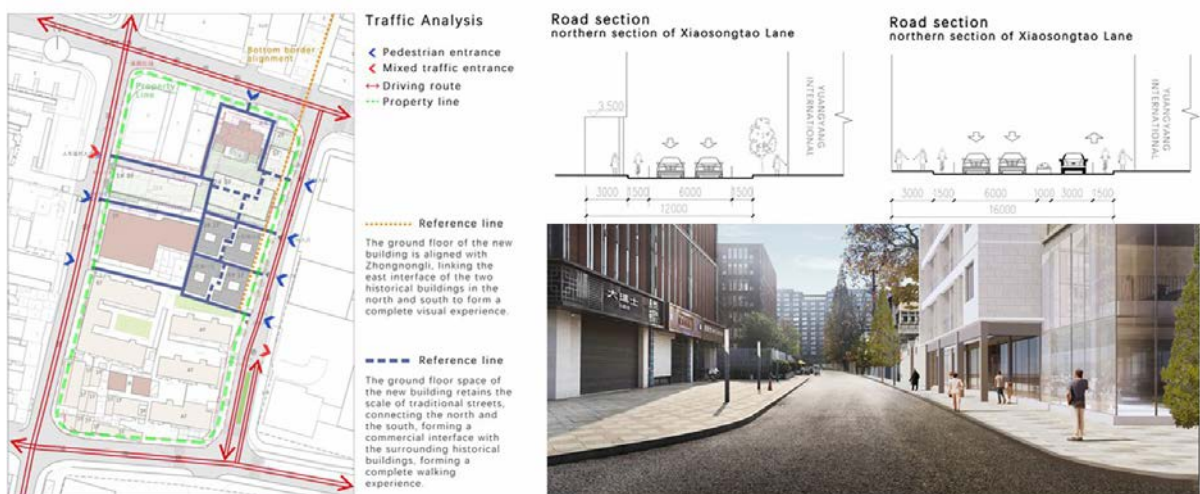 Traffic Analysis
Pedestrian entrance
Mixed traffic entrance
Driving route
Property line
Bottom border
alignment
Property
Line
Reference line
The ground floor of the new
building is aligned with
Zhongnongli, linking the
east interface of the two
historical buildings in the
north and south to form a
complete visual experience.
Reference line
The ground floor space of
the new building retains the
scale of traditional streets,
connecting the north and
the south, forming a
commercial interface with
the surrounding historical
buildings, forming a
complete walking
experience.
Road section
northern section of Xiaosongtao Lane
3.500
YUANGYANG
INTERNATIONAL
3000
1500
6000
1500
12000
Road section
northern section of Xiaosongtao Lane
YUANGYANG
INTERNATIONAL
3000
1500
6000
1000
3000
1500
16000